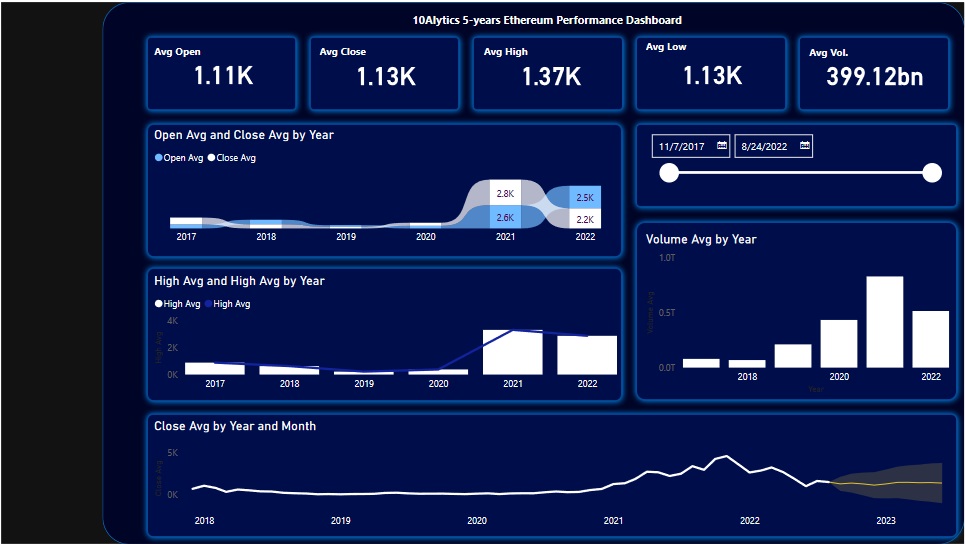 10Alytics 5-years Ethereum Performance Dashboard
Avg Open
1.11K
Avg Close
1.13K
Avg High
1.37K
Avg Low
1.13K
Avg Vol.
399.12bn
Open Avg and Close Avg by Year
Open Avg Close Avg
2.8K
2.6K
2.5K
2.2K
2017 2018 2019 2020 2021 2022
11/7/2017 8/24/2022
High Avg and High Avg by Year
High Avg High Avg
High Avg
4K
2K
0K
2017 2018 2019 2020 2021 2022
Volume Avg by Year
Volume Avg
1.0T
0.5T
0.0T
2018 2020 2022
Year
Close Avg by Year and Month
Close Avg
5K
0K
2018 2019 2020 2021 2022 2023